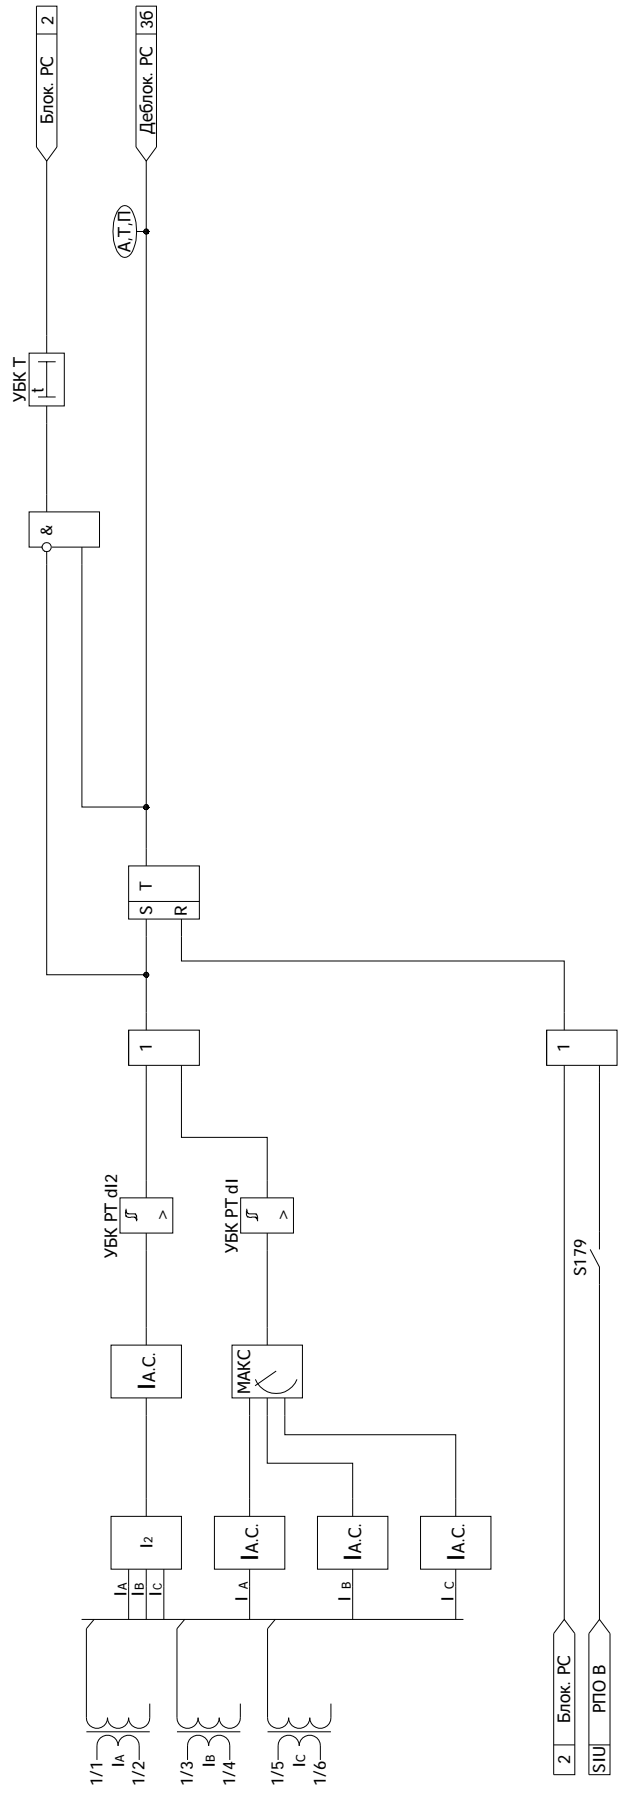 Блок. РС 2
Деблок. РС 3б
А,Т,П
УБК Т
t
&
S T
R
1
1
УБК РТ dI2
>
УБК РТ dI
>
S179
IА.С.
МАКС
I2
IА.С.
IА.С.
IА.С.
IA
IB
IC
I A
I B
I C
1/1
IA
1/2
1/3
IB
1/4
1/5
IC
1/6
2 Блок. РС
SIU РПО В